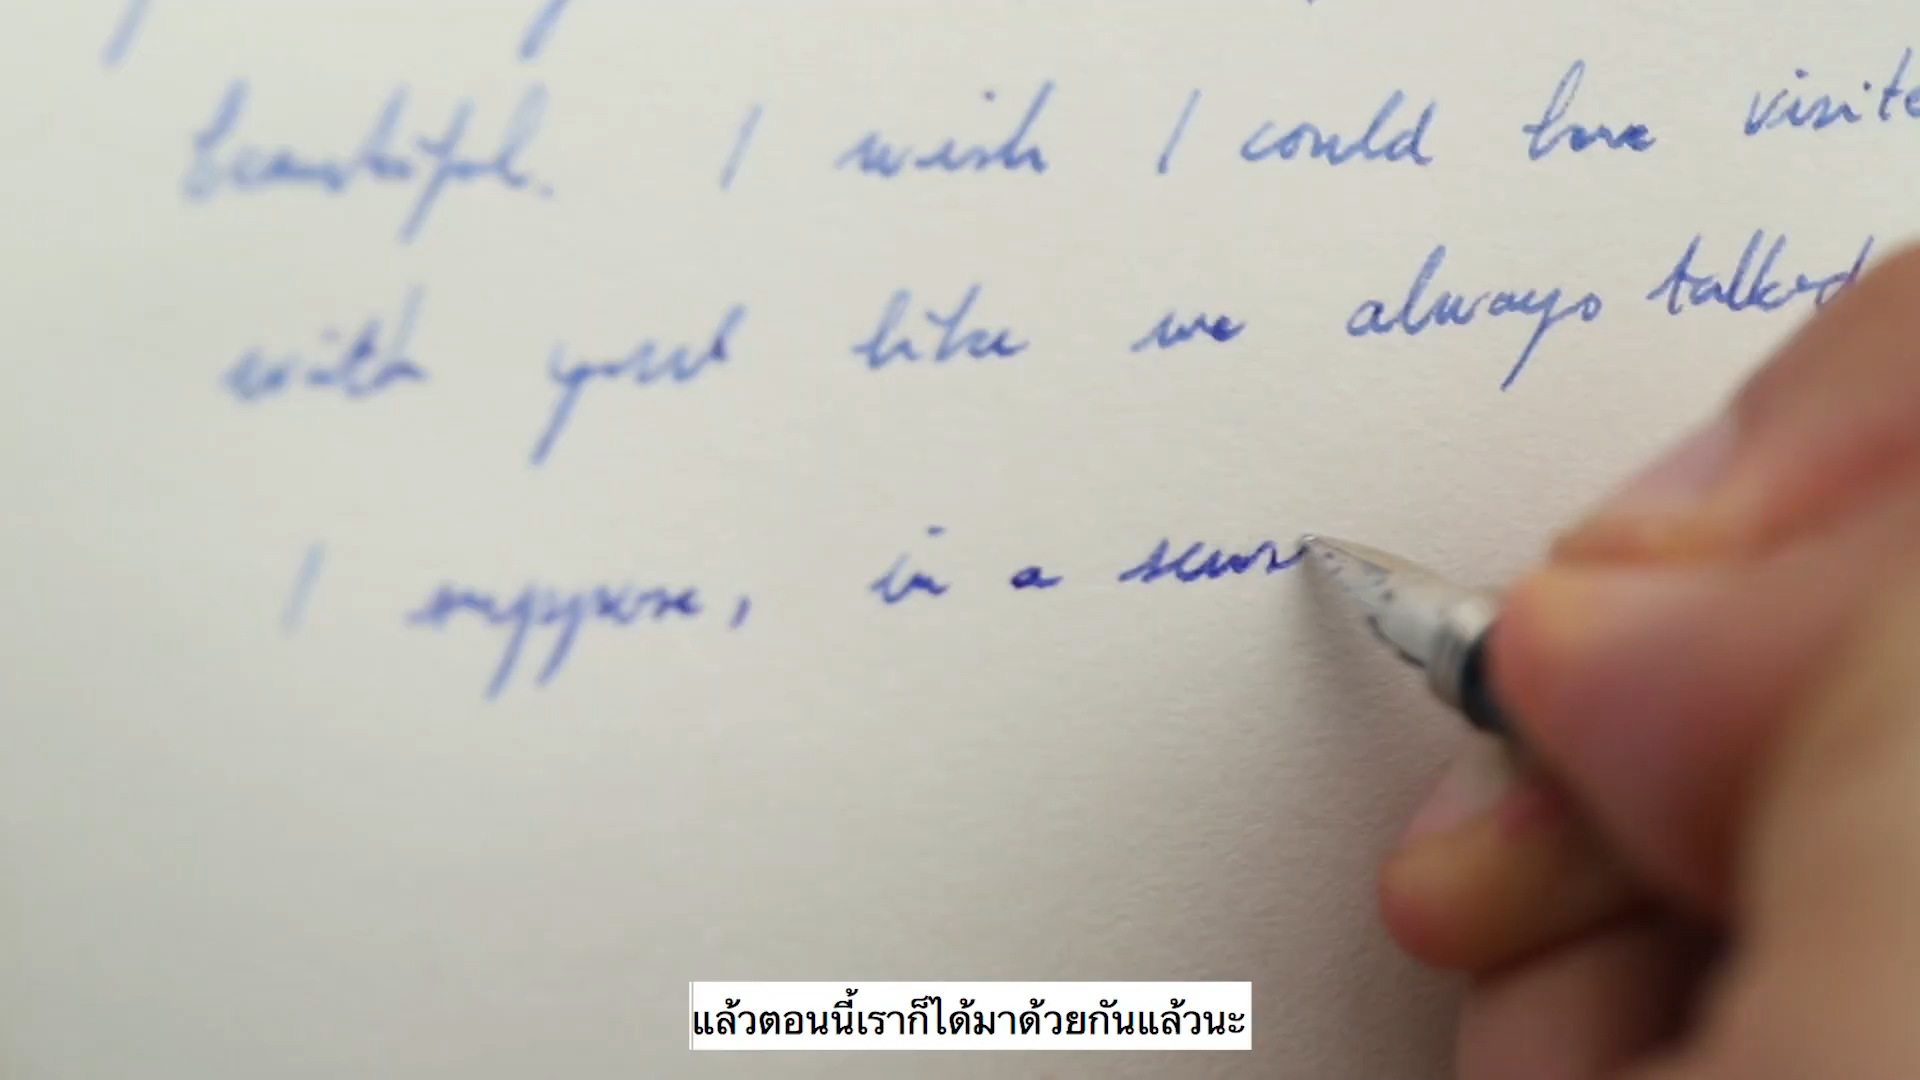 beautiful. I wish I could have visite
with you like we always talked
I suppose, in a sens
แล้วตอนนี้เราก็ได้มาด้วยกันแล้วนะ